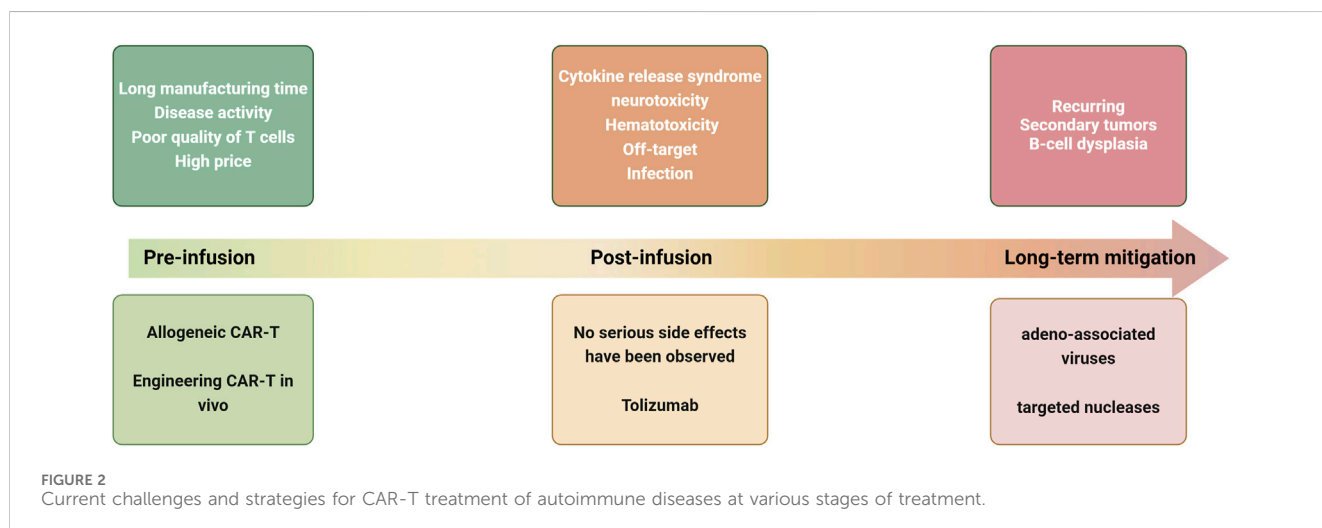 Long manufacturing time
Disease activity
Poor quality of T cells
High price
Cytokine release syndrome
neurotoxicity
Hematotoxicity
Off-target
Infection
Recurring
Secondary tumors
B-cell dysplasia
Pre-infusion
Post-infusion
Long-term mitigation
Allogeneic CAR-T
Engineering CAR-T in
vivo
No serious side effects
have been observed
Tolizumab
adeno-associated
viruses
targeted nucleases
FIGURE 2
Current challenges and strategies for CAR-T treatment of autoimmune diseases at various stages of treatment.